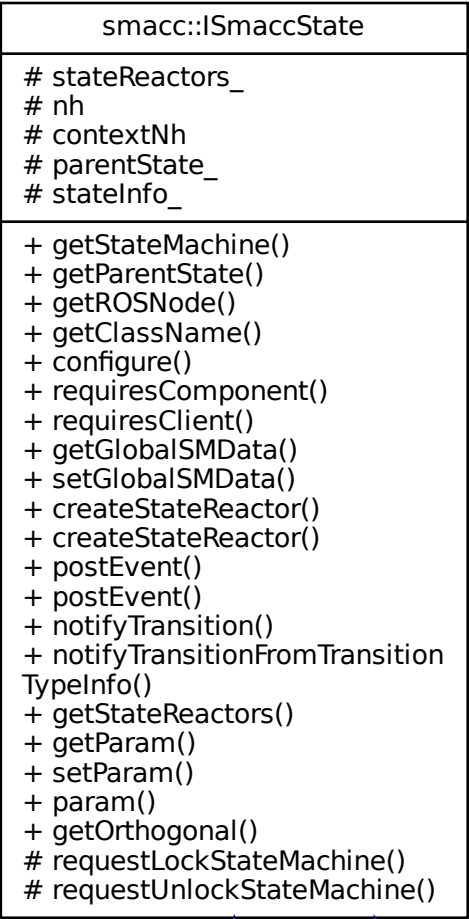 smacc::ISmaccState
# stateReactors_
# nh
# contextNh
# parentState_
# stateInfo_
+ getStateMachine()
+ getParentState()
+ getROSNode()
+ getClassName()
+ configure()
+ requiresComponent()
+ requiresClient()
+ getGlobalSMData()
+ setGlobalSMData()
+ createStateReactor()
+ createStateReactor()
+ postEvent()
+ postEvent()
+ notifyTransition()
+ notifyTransitionFromTransition
TypeInfo()
+ getStateReactors()
+ getParam()
+ setParam()
+ param()
+ getOrthogonal()
# requestLockStateMachine()
# requestUnlockStateMachine()